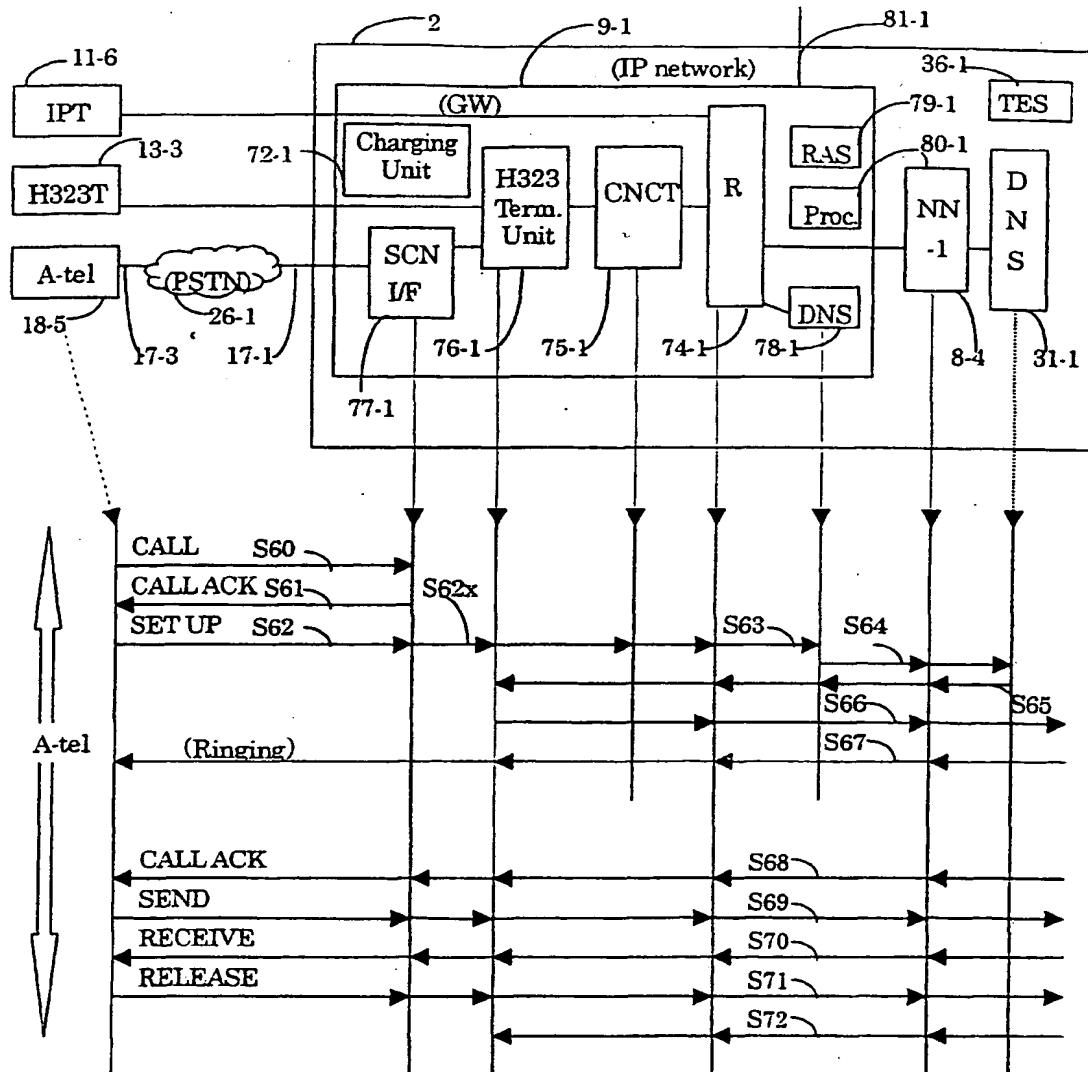 2
9-1
81-1
11-6
(IP network)
36-1
IPT
(GW)
79-1
TES
13-3
72-1
Charging
Unit
RAS
80-1
H323T
H323
Term.
Unit
CNCT
R
Proc.
NN
-1
D
N
S
A-tel
(PSTN)
SCN
I/F
DNS
18-5
17-3
26-1
17-1
76-1
75-1
74-1
78-1
8-4
31-1
77-1
CALL S60
CALL ACK S61
S62x
SET UP S62
S63
S64
S65
S66
A-tel
(Ringing)
S67
CALL ACK
S68
SEND
S69
RECEIVE
S70
RELEASE
S71
S72